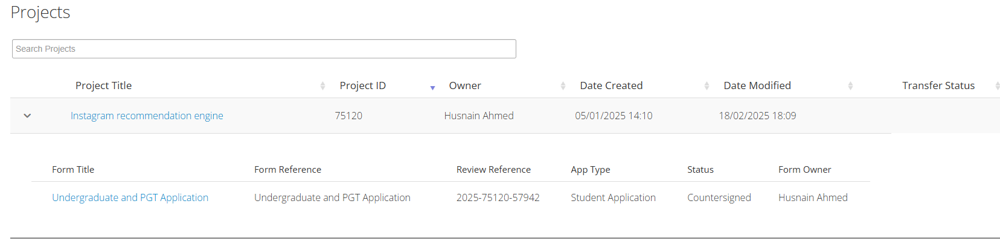 Projects
Search Projects
Project Title Project ID Owner Date Created Date Modified Transfer Status
Instagram recommendation engine 75120 Husnain Ahmed 05/01/2025 14:10 18/02/2025 18:09
Form Title Form Reference Review Reference App Type Status Form Owner
Undergraduate and PGT Application Undergraduate and PGT Application 2025-75120-57942 Student Application Countersigned Husnain Ahmed